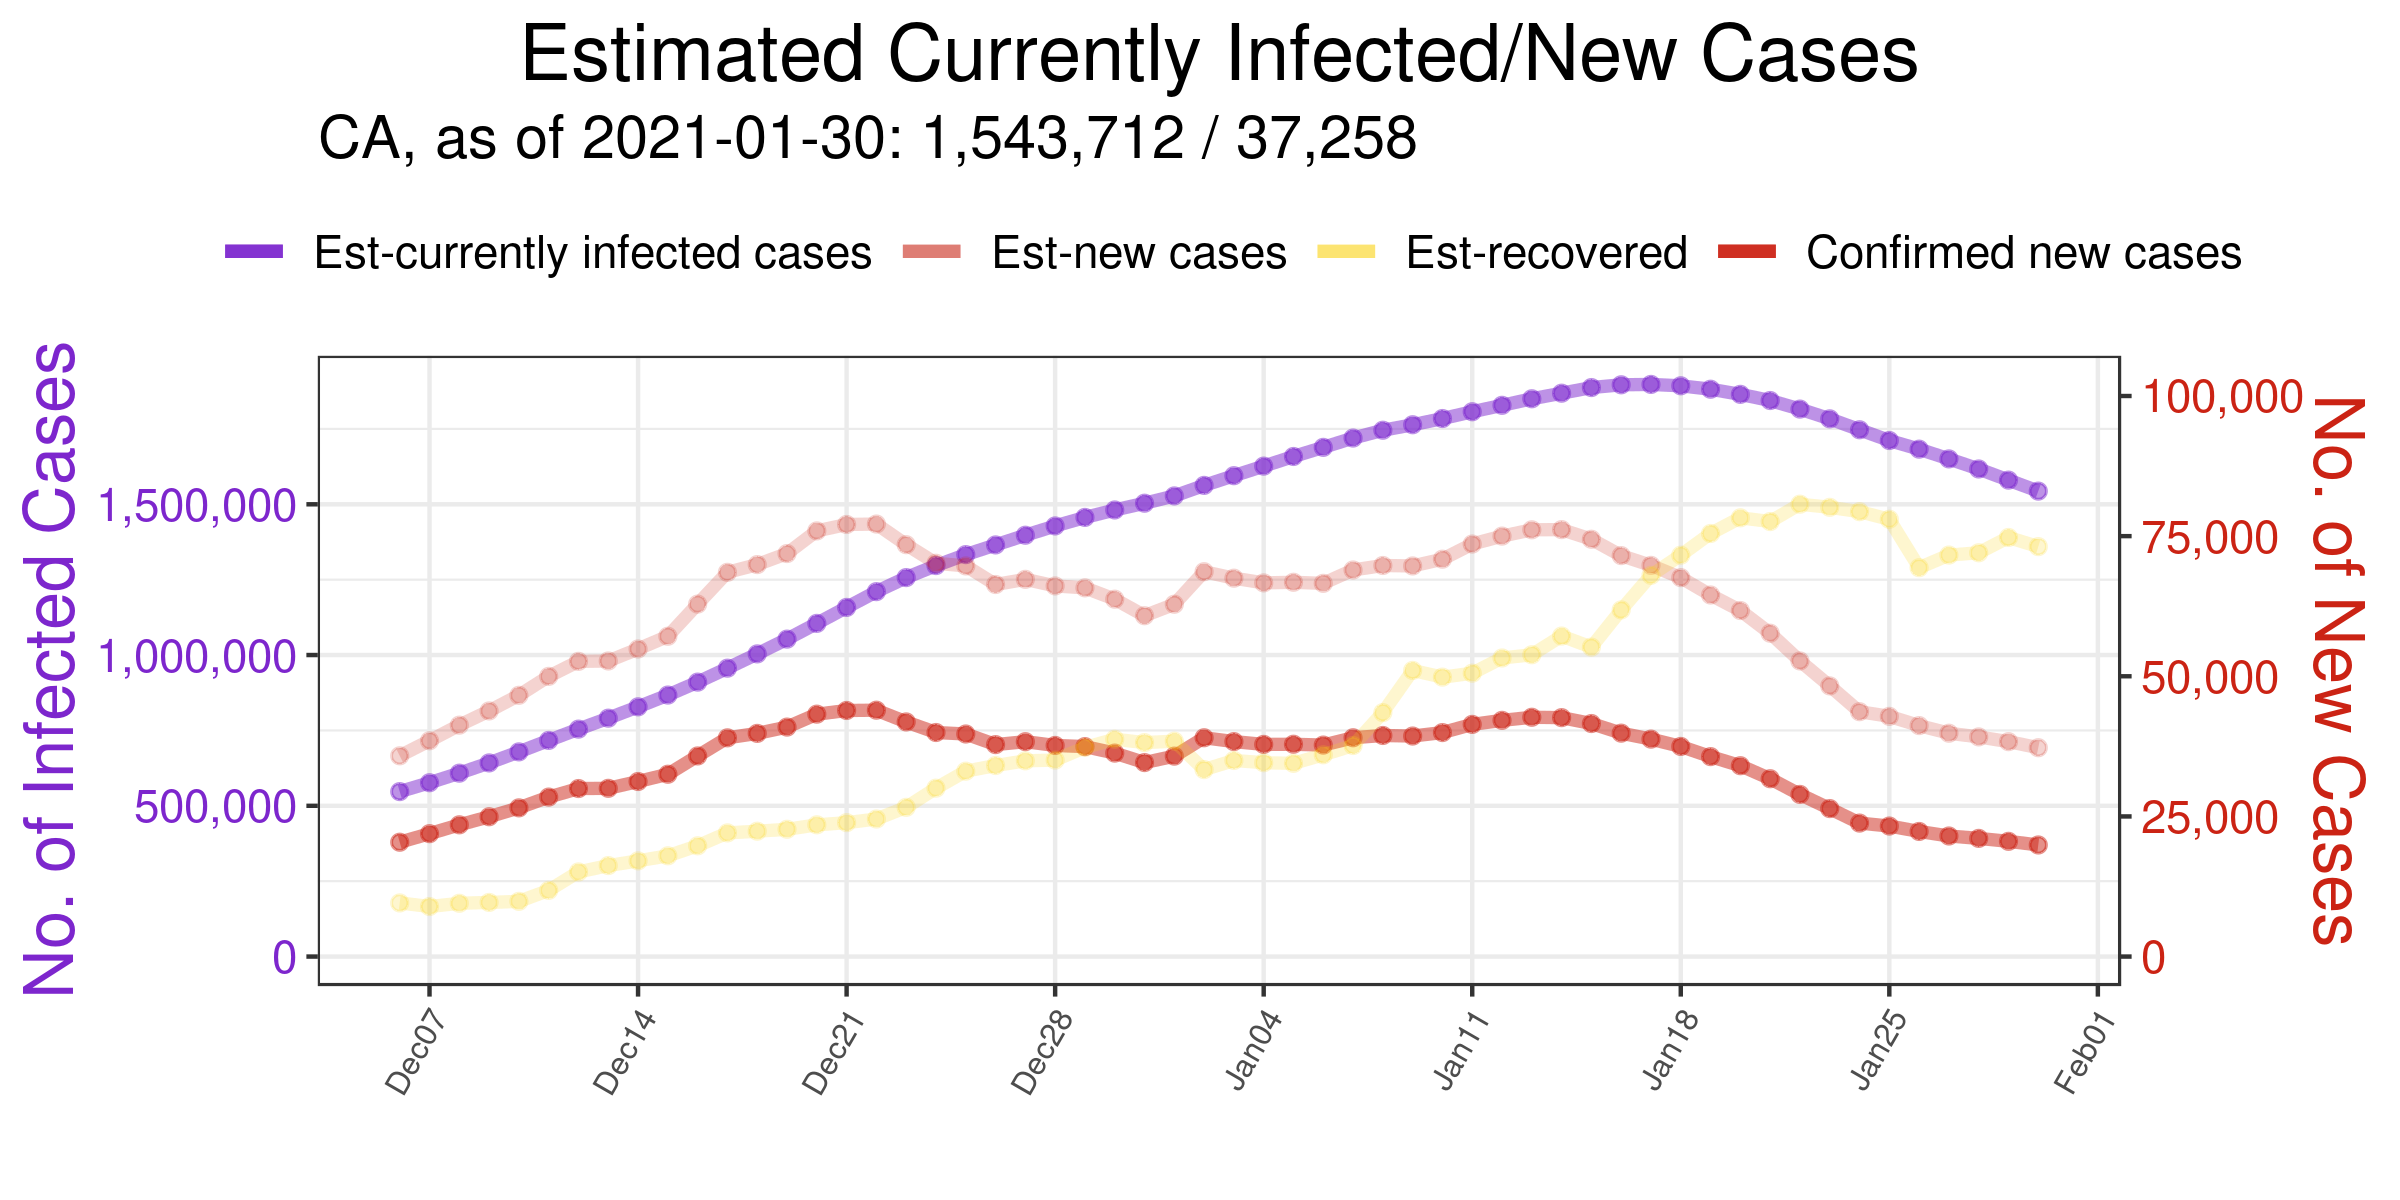 Estimated Currently Infected/New Cases
CA, as of 2021-01-30: 1,543,712 / 37,258
Est-currently infected cases Est-new cases Est-recovered Confirmed new cases
No. of Infected Cases
1,500,000
1,000,000
500,000
0
100,000
75,000
50,000
25,000
0
No. of New Cases
Dec07 Dec14 Dec21 Dec28 Jan04 Jan11 Jan18 Jan25 Feb01